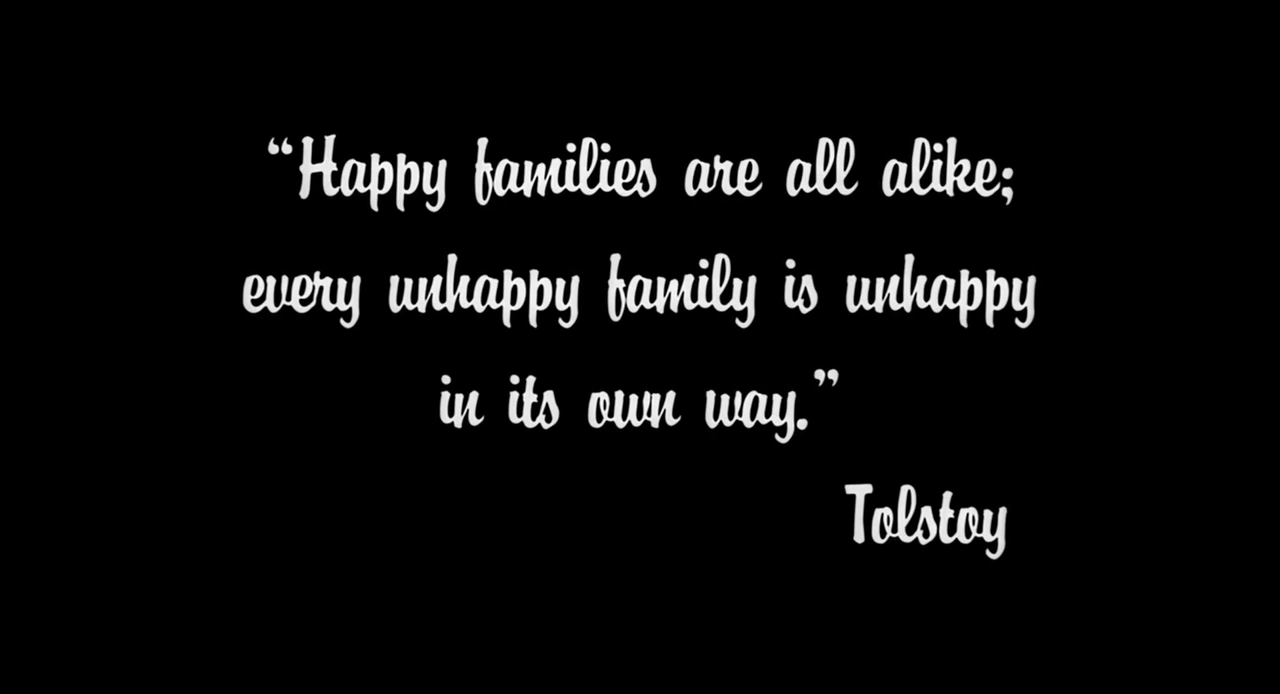 “Happy families are all alike;
every unhappy family is unhappy
in its own way.”
Tolstoy